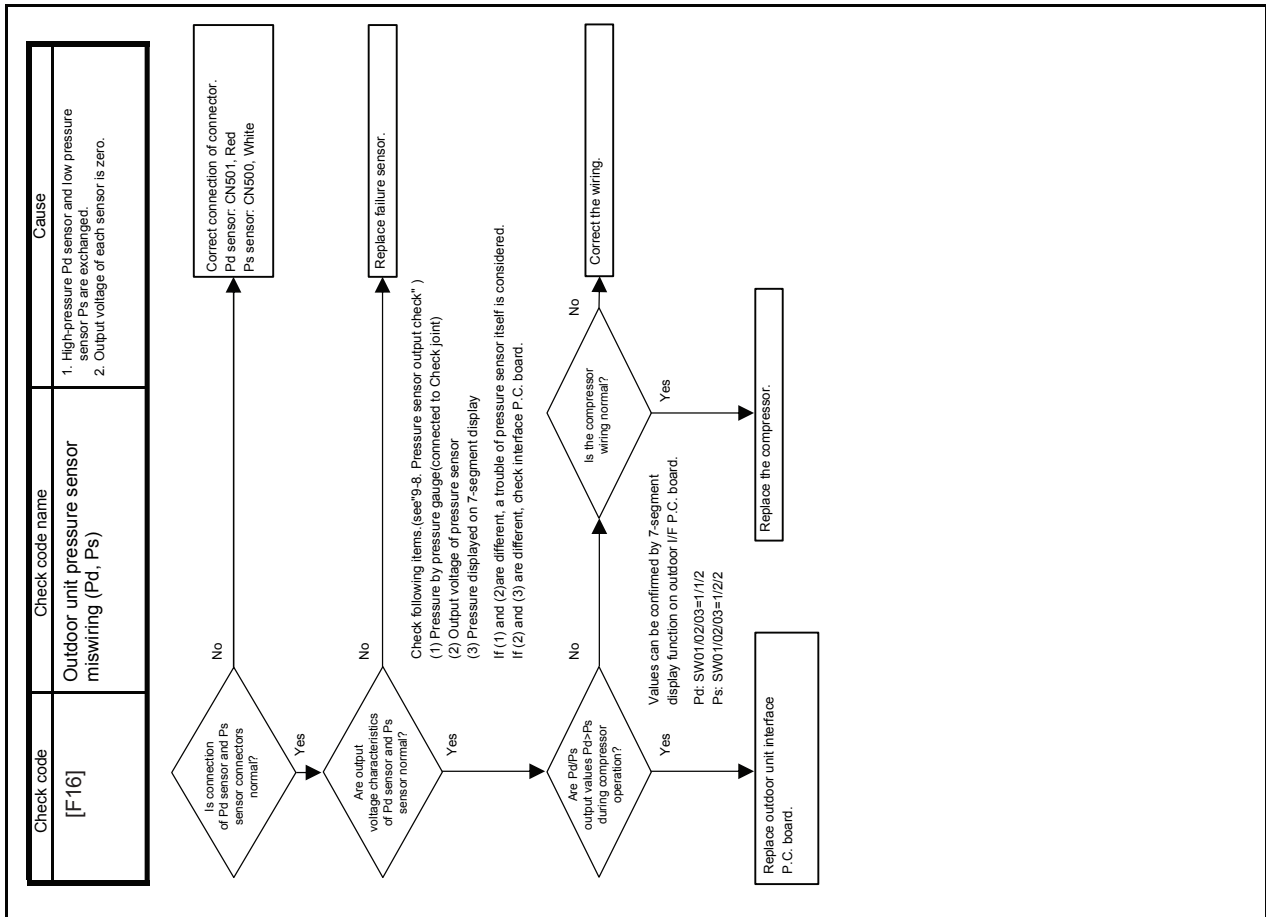 Check code
Check code name
Cause
[F16]
Outdoor unit pressure sensor
miswiring (Pd, Ps)
1. High-pressure Pd sensor and low pressure
sensor Ps are exchanged.
2. Output voltage of each sensor is zero.
Is connection
of Pd sensor and Ps
sensor connectors
normal?
No
Correct connection of connector.
Pd sensor: CN501, Red
Ps sensor: CN500, White
Yes
Are output
voltage characteristics
of Pd sensor and Ps
sensor normal?
No
Replace failure sensor.
Check following items.(see"9-8. Pressure sensor output check" )
(1) Pressure by pressure gauge(connected to Check joint)
(2) Output voltage of pressure sensor
(3) Pressure displayed on 7-segment display
If (1) and (2)are different, a trouble of pressure sensor itself is considered.
If (2) and (3) are different, check interface P.C. board.
Yes
Are Pd/Ps
output values Pd>Ps
during compressor
operation?
No
Is the compressor
wiring normal?
No
Correct the wiring.
Yes
Values can be confirmed by 7-segment
display function on outdoor I/F P.C. board.
Pd: SW01/02/03=1/1/2
Ps: SW01/02/03=1/2/2
Yes
Replace outdoor unit interface
P.C. board.
Replace the compressor.